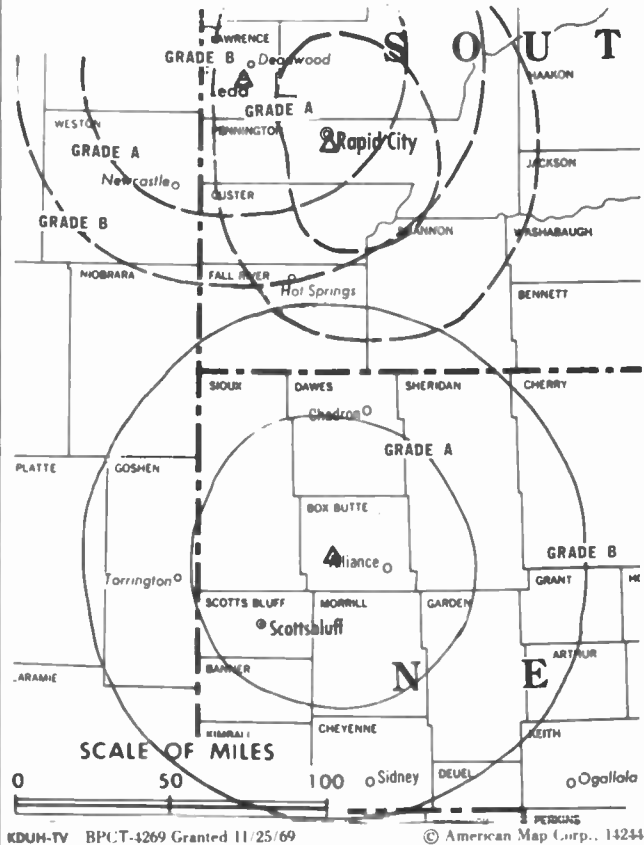 LAWRENCE
S O U T
GRADE B
Deadwood
HAAKON
Lead
GRADE A
WESTON
PENNINGTON
Rapid City
GRADE A
JACKSON
Newcastle
CUSTER
GRADE B
SHANNON
WASHABAUGH
NIOBRARA
FALL RIVER
Hot Springs
BENNETT
SIOUX
DAWES
SHERIDAN
CHERRY
Chadron
GRADE A
PLATTE
GOSHEN
BOX BUTTE
GRADE B
Alliance
Torrington
GRANT
SCOTTS BLUFF
MORRILL
GARDEN
Scottsbluff
ARTHUR
BANNER
N E
LARAMIE
KIMBALL
CHEYENNE
KEITH
SCALE OF MILES
0 50 100
Sidney
DEUEL
Ogallala
PERKINS
KDUH-TV BPCT-4269 Granted 11/25/69
© American Map Corp., 14244